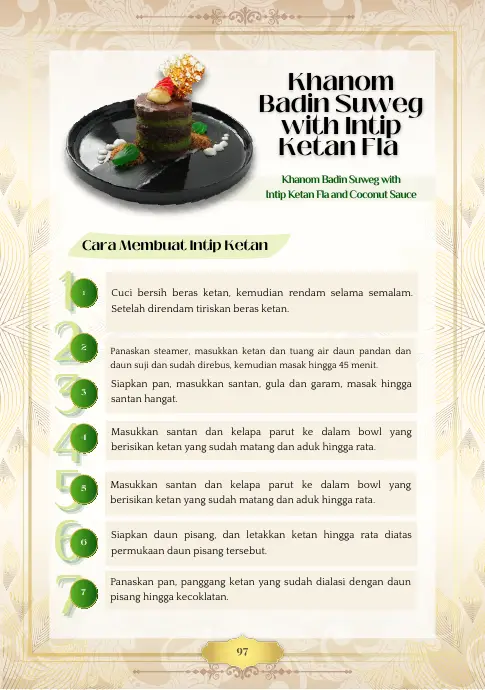 Khanom
Badin Suweg
with Intip
Ketan Fla
Khanom Badin Suweg with
Intip Ketan Fla and Coconut Sauce
Cara Membuat Intip Ketan
1
1
Cuci bersih beras ketan, kemudian rendam selama semalam.
Setelah direndam tiriskan beras ketan.
2
2
Panaskan steamer, masukkan ketan dan tuang air daun pandan dan
daun suji dan sudah direbus, kemudian masak hingga 45 menit.
3
3
Siapkan pan, masukkan santan, gula dan garam, masak hingga
santan hangat.
4
4
Masukkan santan dan kelapa parut ke dalam bowl yang
berisikan ketan yang sudah matang dan aduk hingga rata.
5
5
Masukkan santan dan kelapa parut ke dalam bowl yang
berisikan ketan yang sudah matang dan aduk hingga rata.
6
6
Siapkan daun pisang, dan letakkan ketan hingga rata diatas
permukaan daun pisang tersebut.
7
7
Panaskan pan, panggang ketan yang sudah dialasi dengan daun
pisang hingga kecoklatan.
97